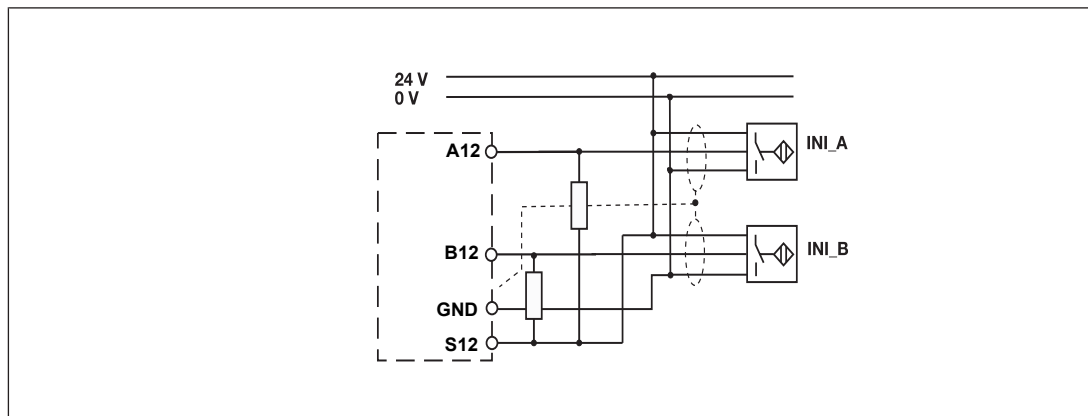 24 V
0 V
A12
INI_A
B12
INI_B
GND
S12